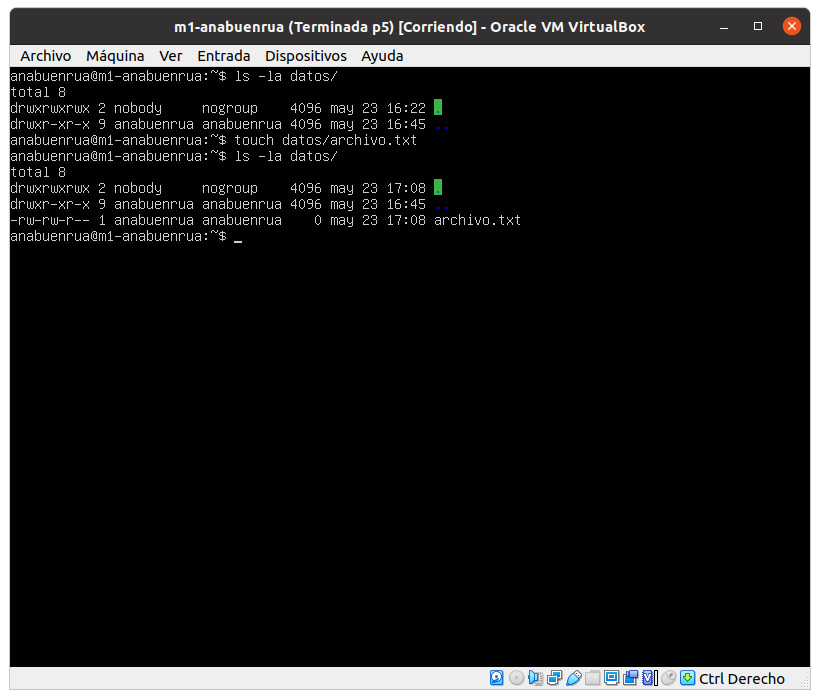 m1-anabuenrua (Terminada p5) [Corriendo] - Oracle VM VirtualBox
Archivo Máquina Ver Entrada Dispositivos Ayuda
anabuenrua@m1-anabuenrua:~$ ls -la datos/
total 8
drwxrwxrwx 2 nobody     nogroup    4096 may 23 16:22 .
drwxr-xr-x 9 anabuenrua anabuenrua 4096 may 23 16:45 ..
anabuenrua@m1-anabuenrua:~$ touch datos/archivo.txt
anabuenrua@m1-anabuenrua:~$ ls -la datos/
total 8
drwxrwxrwx 2 nobody     nogroup    4096 may 23 17:08 .
drwxr-xr-x 9 anabuenrua anabuenrua 4096 may 23 16:45 ..
-rw-rw-r-- 1 anabuenrua anabuenrua    0 may 23 17:08 archivo.txt
anabuenrua@m1-anabuenrua:~$ _
Ctrl Derecho